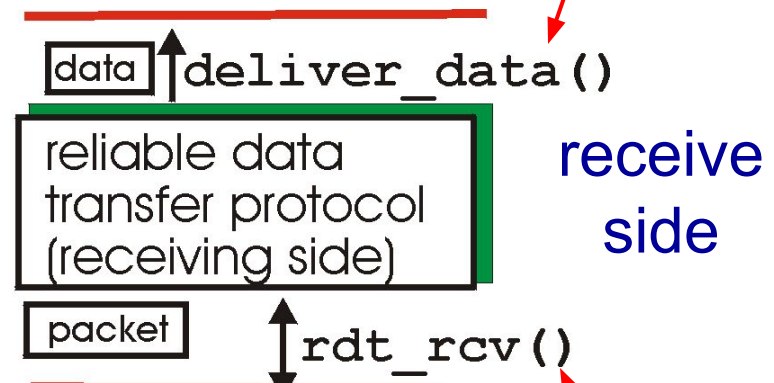 data deliver_data()
reliable data
transfer protocol
(receiving side)
receive
side
packet rdt_rcv()